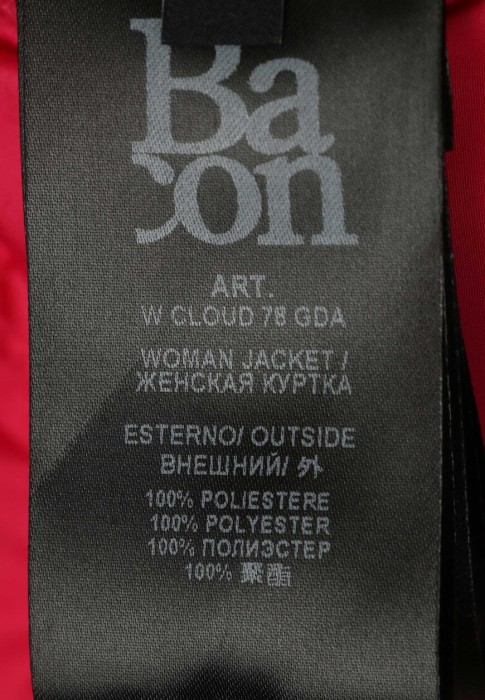 Ba
con
ART.
W CLOUD 78 GDA
WOMAN JACKET /
ЖЕНСКАЯ КУРТКА
ESTERNO/ OUTSIDE
ВНЕШНИЙ/ 外
100% POLIESTERE
100% POLYESTER
100% ПОЛИЭСТЕР
100% 聚酯